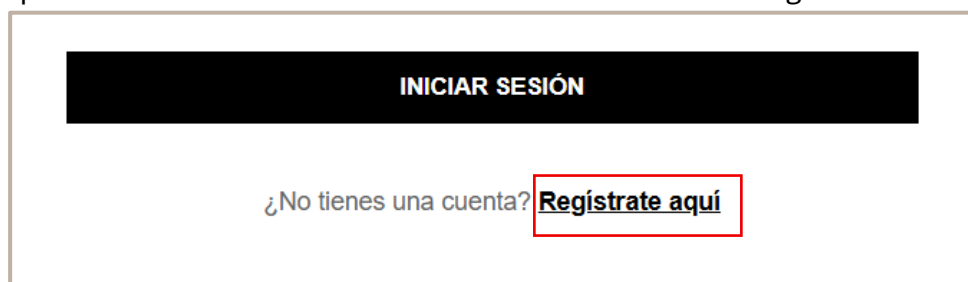 INICIAR SESIÓN
¿No tienes una cuenta? Regístrate aquí